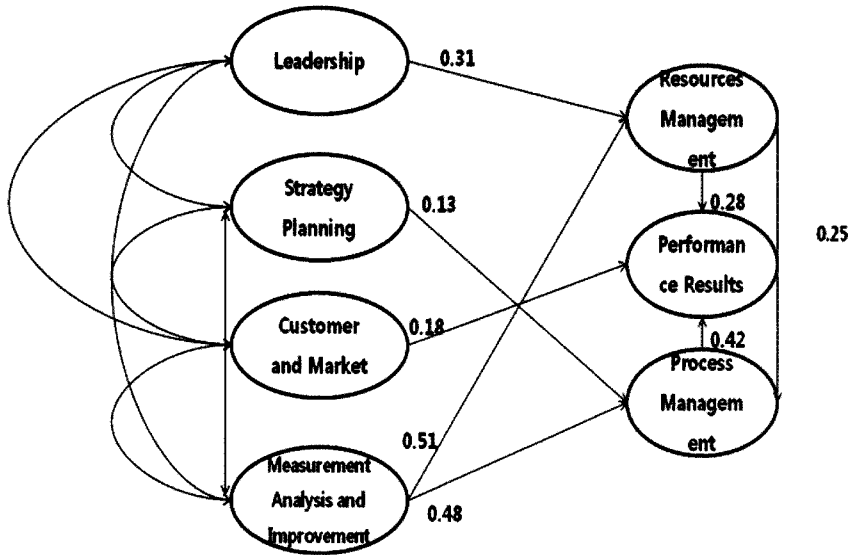 Leadership
0.31
Resources
Managem
ent
Strategy
Planning
0.13
0.28
Performan
ce Results
0.25
Customer
and Market
0.18
0.42
Process
Managem
ent
0.51
Measurement
Analysis and
Improvement
0.48